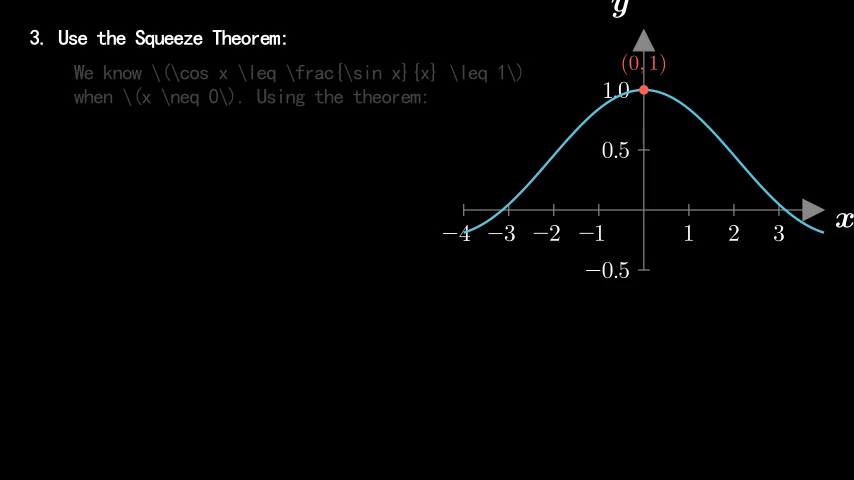 3. Use the Squeeze Theorem:
We know \(\cos x \leq \frac{\sin x}{x} \leq 1\)
when \(x \neq 0\). Using the theorem:
y
(0, 1)
1.0
0.5
x
−4 −3 −2 −1 1 2 3
−0.5